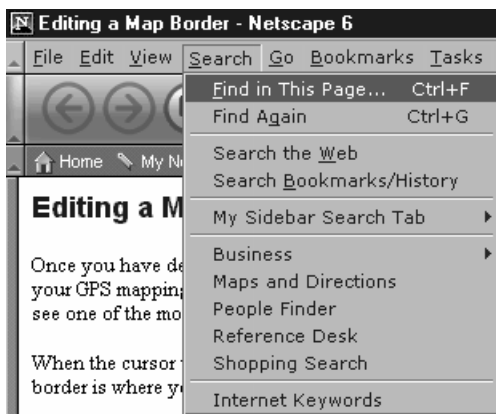 Editing a Map Border - Netscape 6
File Edit View Search Go Bookmarks Tasks
Find in This Page... Ctrl+F
Find Again Ctrl+G
Search the Web
Search Bookmarks/History
My Sidebar Search Tab
Business
Maps and Directions
People Finder
Reference Desk
Shopping Search
Internet Keywords
Home My
Editing a
Once you have
your GPS mapping
see one of the
When the cursor
border is where